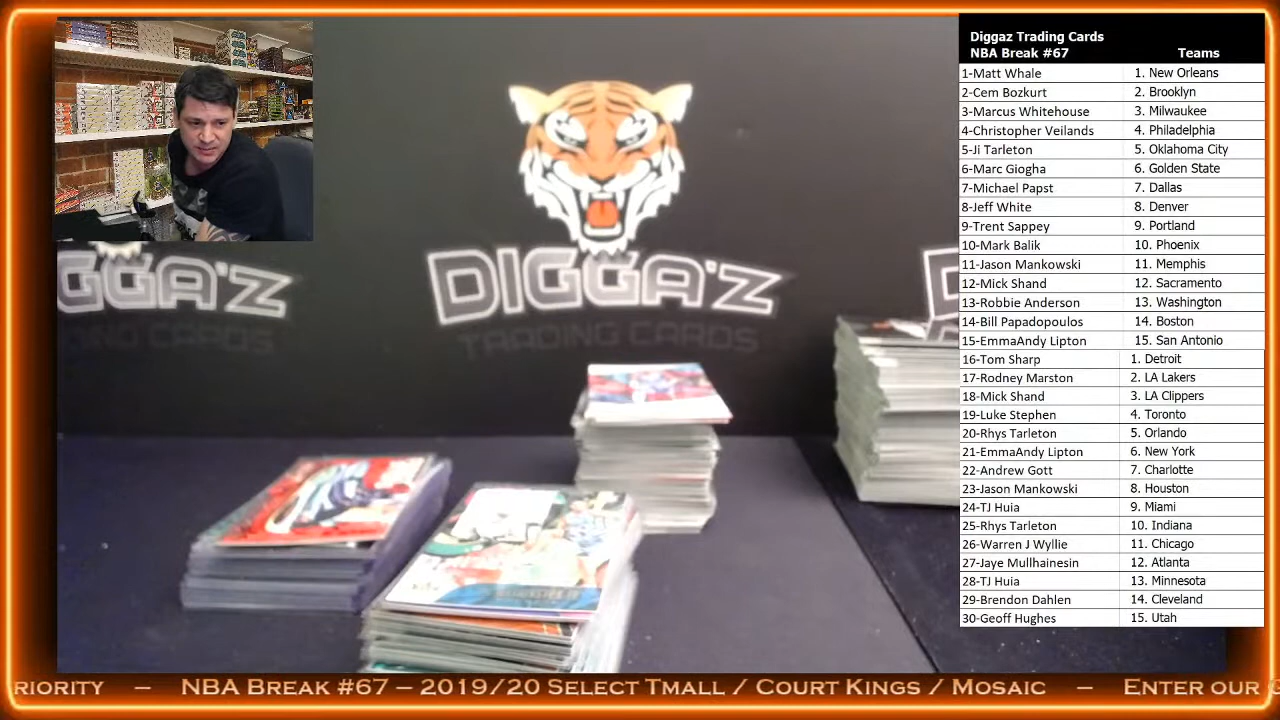 Diggaz Trading Cards
NBA Break #67 Teams
1-Matt Whale 1. New Orleans
2-Cem Bozkurt 2. Brooklyn
3-Marcus Whitehouse 3. Milwaukee
4-Christopher Veilands 4. Philadelphia
5-Ji Tarleton 5. Oklahoma City
6-Marc Giogha 6. Golden State
7-Michael Papst 7. Dallas
8-Jeff White 8. Denver
9-Trent Sappey 9. Portland
10-Mark Balik 10. Phoenix
11-Jason Mankowski 11. Memphis
12-Mick Shand 12. Sacramento
13-Robbie Anderson 13. Washington
14-Bill Papadopoulos 14. Boston
15-EmmaAndy Lipton 15. San Antonio
16-Tom Sharp 1. Detroit
17-Rodney Marston 2. LA Lakers
18-Mick Shand 3. LA Clippers
19-Luke Stephen 4. Toronto
20-Rhys Tarleton 5. Orlando
21-EmmaAndy Lipton 6. New York
22-Andrew Gott 7. Charlotte
23-Jason Mankowski 8. Houston
24-TJ Huia 9. Miami
25-Rhys Tarleton 10. Indiana
26-Warren J Wyllie 11. Chicago
27-Jaye Mullhainesin 12. Atlanta
28-TJ Huia 13. Minnesota
29-Brendon Dahlen 14. Cleveland
30-Geoff Hughes 15. Utah
DIGGA'Z
TRADING CARDS
GGA'Z
ING CARDS
riority – NBA Break #67 – 2019/20 Select Tmall / Court Kings / Mosaic – Enter our